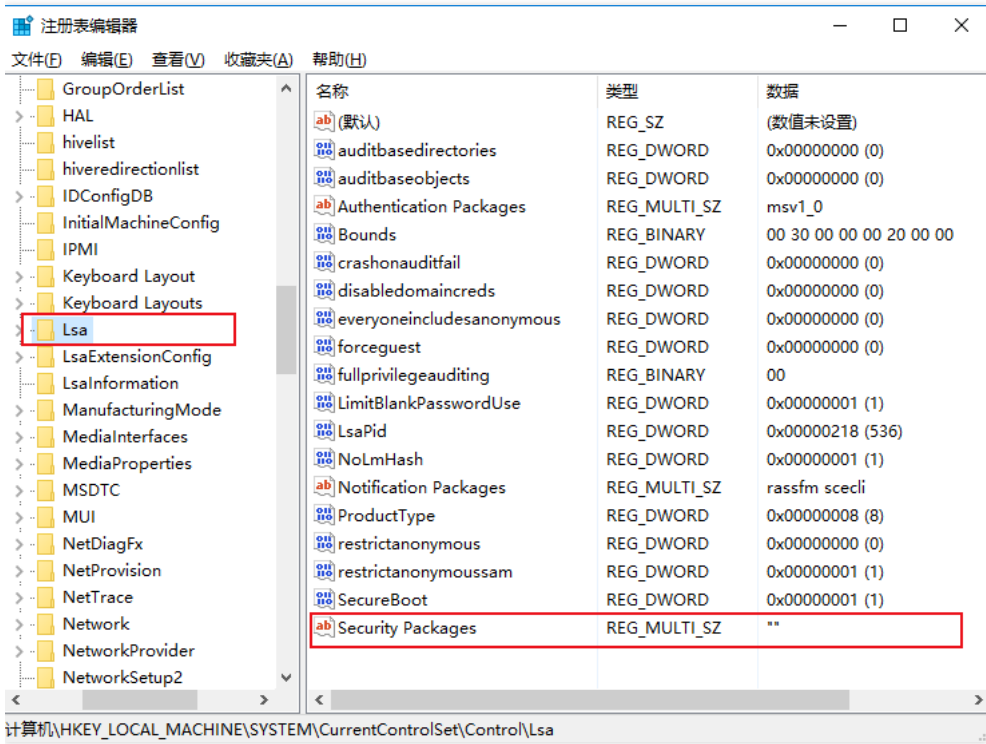 注册表编辑器
文件(F) 编辑(E) 查看(V) 收藏夹(A) 帮助(H)
GroupOrderList
HAL
hivelist
hiveredirectionlist
IDConfigDB
InitialMachineConfig
IPMI
Keyboard Layout
Keyboard Layouts
Lsa
LsaExtensionConfig
LsaInformation
ManufacturingMode
MediaInterfaces
MediaProperties
MSDTC
MUI
NetDiagFx
NetProvision
NetTrace
Network
NetworkProvider
NetworkSetup2
名称 类型 数据
(默认) REG_SZ (数值未设置)
auditbasedirectories REG_DWORD 0x00000000 (0)
auditbaseobjects REG_DWORD 0x00000000 (0)
Authentication Packages REG_MULTI_SZ msv1_0
Bounds REG_BINARY 00 30 00 00 00 20 00 00
crashonauditfail REG_DWORD 0x00000000 (0)
disabledomaincreds REG_DWORD 0x00000000 (0)
everyoneincludesanonymous REG_DWORD 0x00000000 (0)
forceguest REG_DWORD 0x00000000 (0)
fullprivilegeauditing REG_BINARY 00
LimitBlankPasswordUse REG_DWORD 0x00000001 (1)
LsaPid REG_DWORD 0x00000218 (536)
NoLmHash REG_DWORD 0x00000001 (1)
Notification Packages REG_MULTI_SZ rassfm scecli
ProductType REG_DWORD 0x00000008 (8)
restrictanonymous REG_DWORD 0x00000000 (0)
restrictanonymoussam REG_DWORD 0x00000001 (1)
SecureBoot REG_DWORD 0x00000001 (1)
Security Packages REG_MULTI_SZ ""
计算机\HKEY_LOCAL_MACHINE\SYSTEM\CurrentControlSet\Control\Lsa